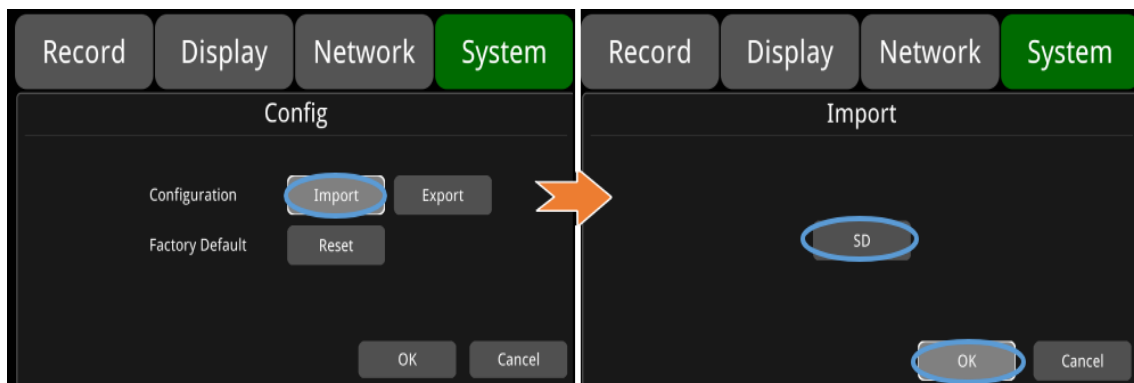 Record Display Network System
Config
Configuration Import Export
Factory Default Reset
OK Cancel
Record Display Network System
Import
SD
OK Cancel